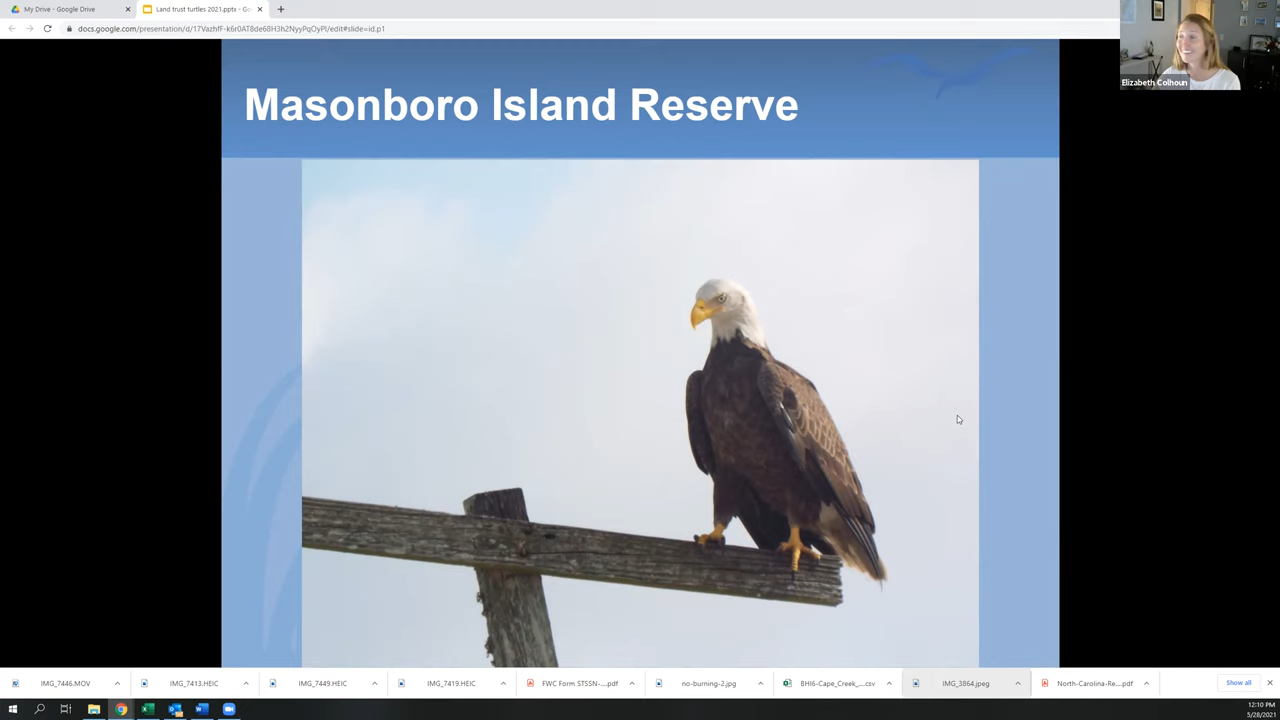 My Drive - Google Drive
Land trust turtles 2021.pptx - G
docs.google.com/presentation/d/17VazhfF-k6r0AT8de68H3h2NyyPqOyPl/edit#slide=id.p1
Elizabeth Colhoun
Masonboro Island Reserve
IMG_7446.MOV
IMG_7413.HEIC
IMG_7449.HEIC
IMG_7419.HEIC
FWC Form STSSN-....pdf
no-burning-2.jpg
BHI6-Cape_Creek_....csv
IMG_3864.jpeg
North-Carolina-Re....pdf
Show all
12:10 PM
5/28/2021